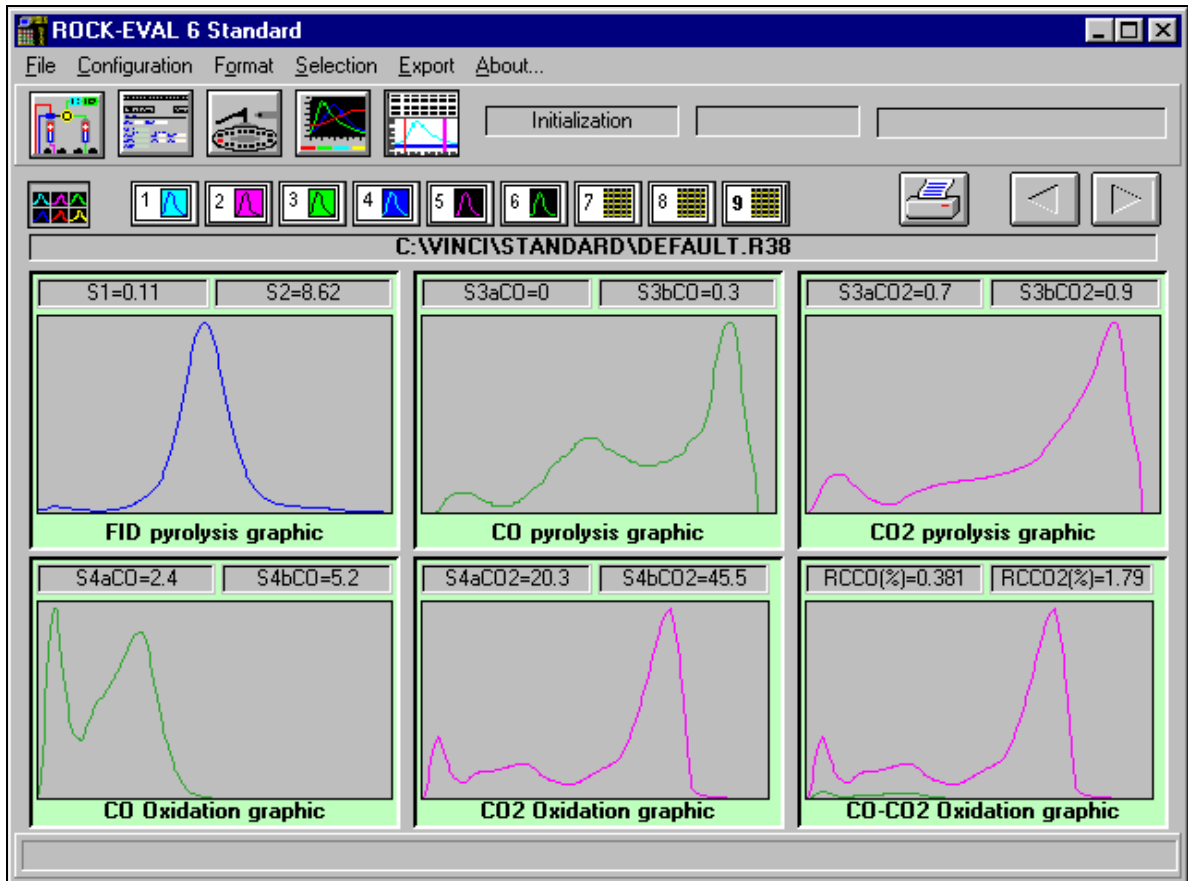 ROCK-EVAL 6 Standard
File Configuration Format Selection Export About...
Initialization
1 2 3 4 5 6 7 8 9
C:\VINCI\STANDARD\DEFAULT.R38
S1=0.11 S2=8.62
FID pyrolysis graphic
S3aCO=0 S3bCO=0.3
CO pyrolysis graphic
S3aCO2=0.7 S3bCO2=0.9
CO2 pyrolysis graphic
S4aCO=2.4 S4bCO=5.2
CO Oxidation graphic
S4aCO2=20.3 S4bCO2=45.5
CO2 Oxidation graphic
RCCO(%)=0.381 RCCO2(%)=1.79
CO-CO2 Oxidation graphic